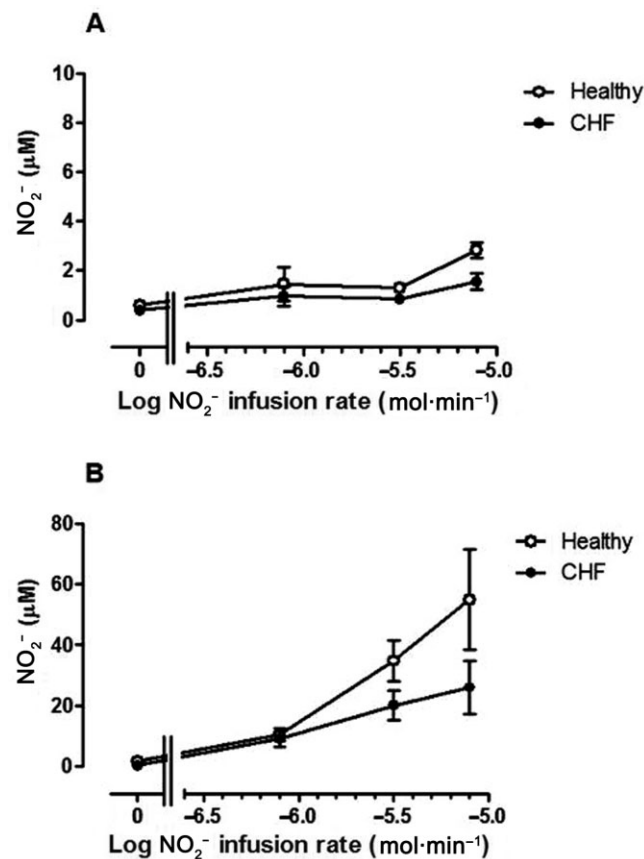 A
10
8
6
4
2
0
NO₂⁻ (μM)
Healthy
CHF
0 −6.5 −6.0 −5.5 −5.0
Log NO₂⁻ infusion rate (mol·min⁻¹)
B
80
60
40
20
0
NO₂⁻ (μM)
Healthy
CHF
0 −6.5 −6.0 −5.5 −5.0
Log NO₂⁻ infusion rate (mol·min⁻¹)